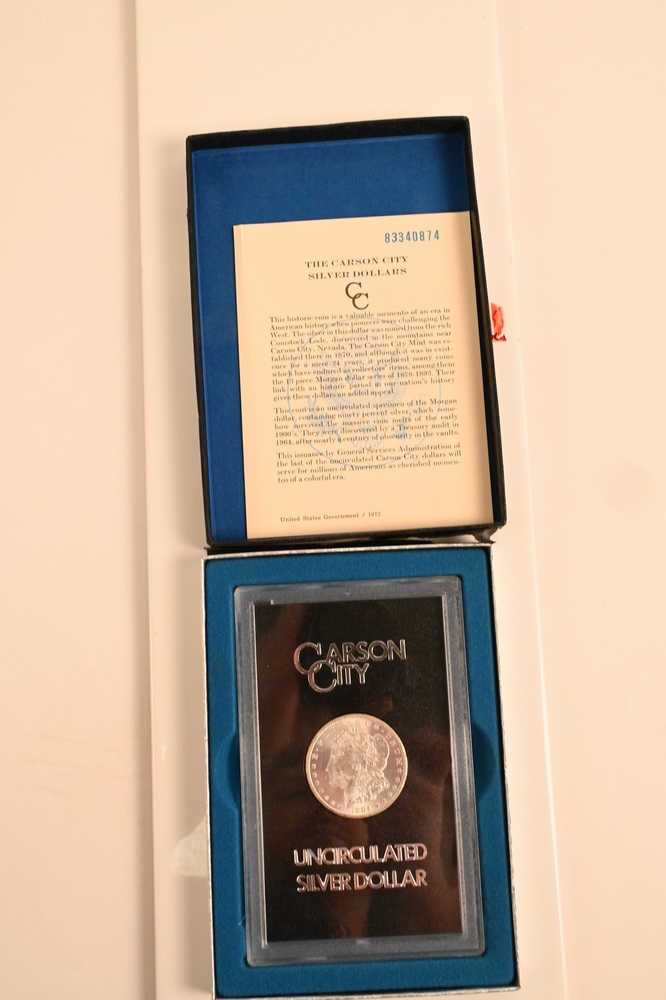 83340874
THE CARSON CITY
SILVER DOLLARS
CC
This historic coin is a valuable memento of an era in
American history when pioneers were challenging the
West. The silver in this dollar was mined from the rich
Comstock Lode, discovered in the mountains near
Carson City, Nevada. The Carson City Mint was es-
tablished there in 1870, and although it was in exist-
ence for a mere 24 years, it produced many coins
which have endured as collectors' items, among them
the 13 piece Morgan dollar series of 1878-1893. Their
link with an historic period in our nation's history
gives these dollars an added appeal.
This coin is an uncirculated specimen of the Morgan
dollar, containing ninety percent silver, which some-
how survived the massive coin melts of the early
1900's. They were discovered by a Treasury audit in
1964, after nearly a century of obscurity in the vaults.
This issuance by General Services Administration of
the last of the uncirculated Carson City dollars will
serve for millions of Americans as cherished memen-
tos of a colorful era.
United States Government / 1972
CARSON
CITY
UNCIRCULATED
SILVER DOLLAR